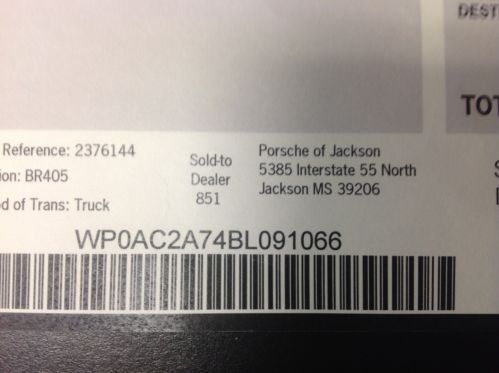 DEST
TOT
Reference: 2376144
ion: BR405
od of Trans: Truck
Sold-to
Dealer
851
Porsche of Jackson
5385 Interstate 55 North
Jackson MS 39206
WP0AC2A74BL091066